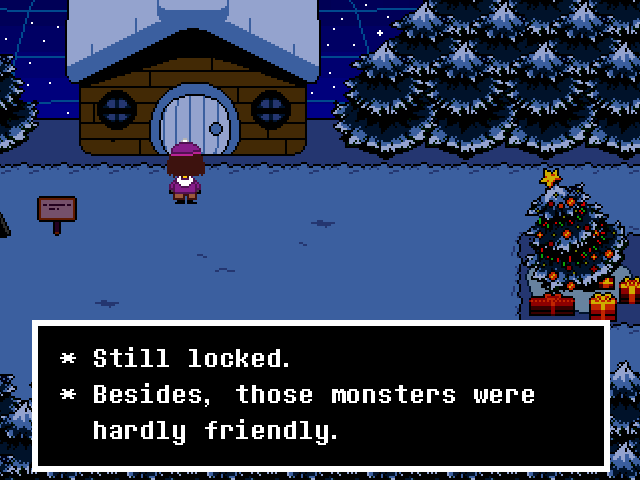 * Still locked.
* Besides, those monsters were
hardly friendly.